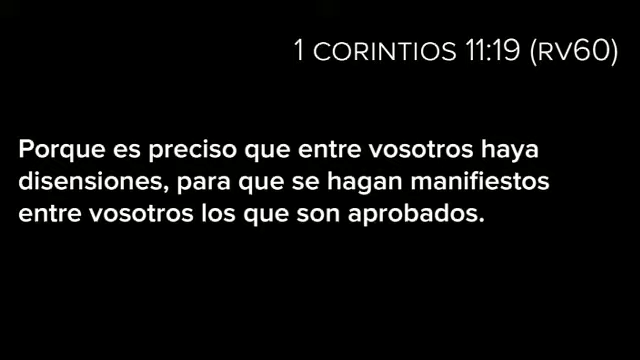 1 CORINTIOS 11:19 (RV60)
Porque es preciso que entre vosotros haya
disensiones, para que se hagan manifiestos
entre vosotros los que son aprobados.